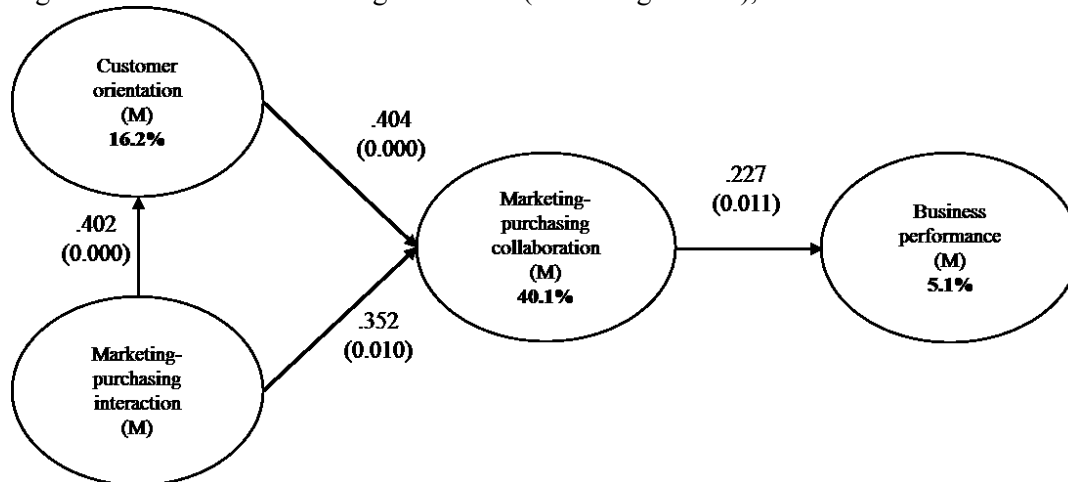 Customer
orientation
(M)
16.2%
.404
(0.000)
.402
(0.000)
Marketing-
purchasing
collaboration
(M)
40.1%
.227
(0.011)
Business
performance
(M)
5.1%
.352
(0.010)
Marketing-
purchasing
interaction
(M)